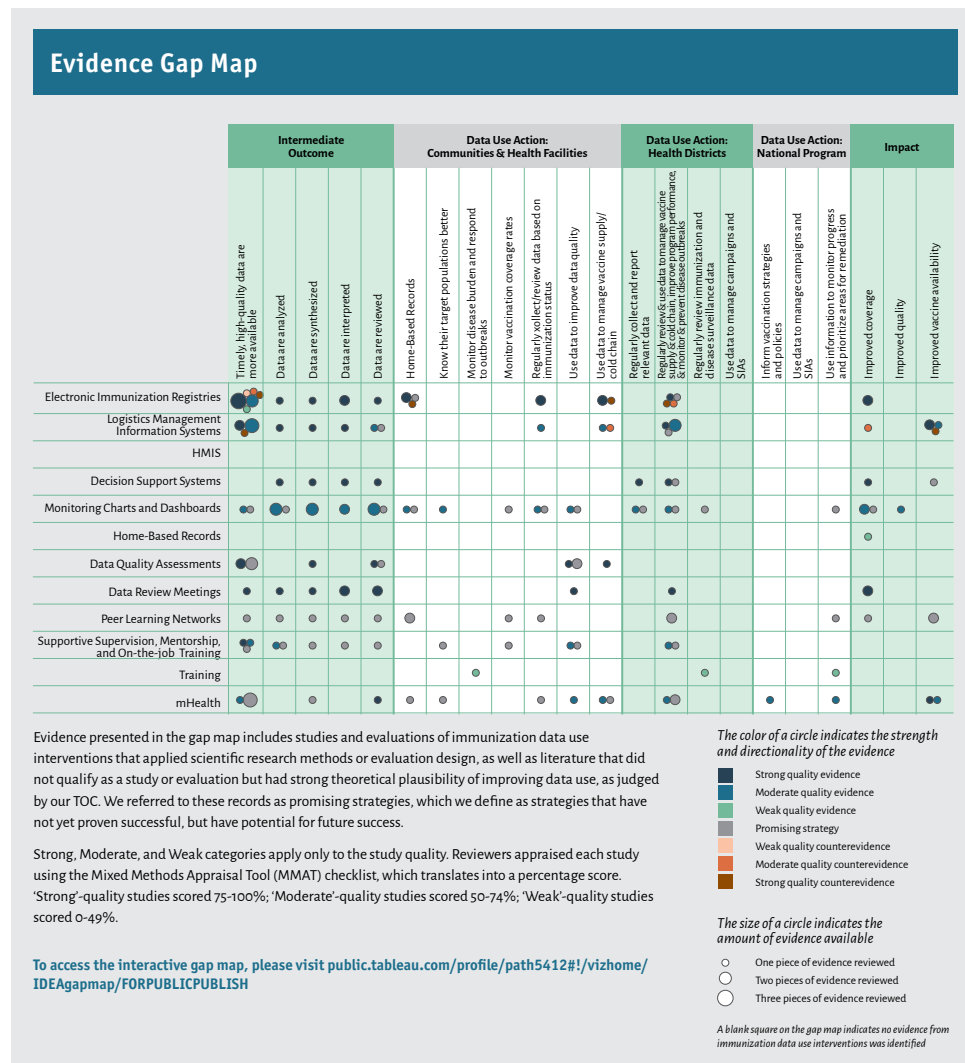 Evidence Gap Map
Intermediate
Outcome
Data Use Action:
Communities & Health Facilities
Data Use Action:
Health Districts
Data Use Action:
National Program
Impact
Timely, high-quality data are
more available
Data are analyzed
Data are synthesized
Data are interpreted
Data are reviewed
Home-Based Records
Know their target populations better
Monitor disease burden and respond
to outbreaks
Monitor vaccination coverage rates
Regularly xollect/review data based on
immunization status
Use data to improve data quality
Use data to manage vaccine supply/
cold chain
Regularly collect and report
relevant data
Regularly review & use data to manage vaccine
supply & cold chain, improve program performance,
& monitor & prevent disease outbreaks
Regularly review immunization and
disease surveillance data
Use data to manage campaigns and
SIAs
Inform vaccination strategies
and policies
Use data to manage campaigns and
SIAs
Use information to monitor progress
and prioritize areas for remediation
Improved coverage
Improved quality
Improved vaccine availability
Electronic Immunization Registries
Logistics Management
Information Systems
HMIS
Decision Support Systems
Monitoring Charts and Dashboards
Home-Based Records
Data Quality Assessments
Data Review Meetings
Peer Learning Networks
Supportive Supervision, Mentorship,
and On-the-job Training
Training
mHealth
Evidence presented in the gap map includes studies and evaluations of immunization data use
interventions that applied scientific research methods or evaluation design, as well as literature that did
not qualify as a study or evaluation but had strong theoretical plausibility of improving data use, as judged
by our TOC. We referred to these records as promising strategies, which we define as strategies that have
not yet proven successful, but have potential for future success.
Strong, Moderate, and Weak categories apply only to the study quality. Reviewers appraised each study
using the Mixed Methods Appraisal Tool (MMAT) checklist, which translates into a percentage score.
‘Strong’-quality studies scored 75-100%; ‘Moderate’-quality studies scored 50-74%; ‘Weak’-quality studies
scored 0-49%.
To access the interactive gap map, please visit public.tableau.com/profile/path5412#!/vizhome/
IDEAgapmap/FORPUBLICPUBLISH
The color of a circle indicates the strength
and directionality of the evidence
Strong quality evidence
Moderate quality evidence
Weak quality evidence
Promising strategy
Weak quality counterevidence
Moderate quality counterevidence
Strong quality counterevidence
The size of a circle indicates the
amount of evidence available
One piece of evidence reviewed
Two pieces of evidence reviewed
Three pieces of evidence reviewed
A blank square on the gap map indicates no evidence from
immunization data use interventions was identified